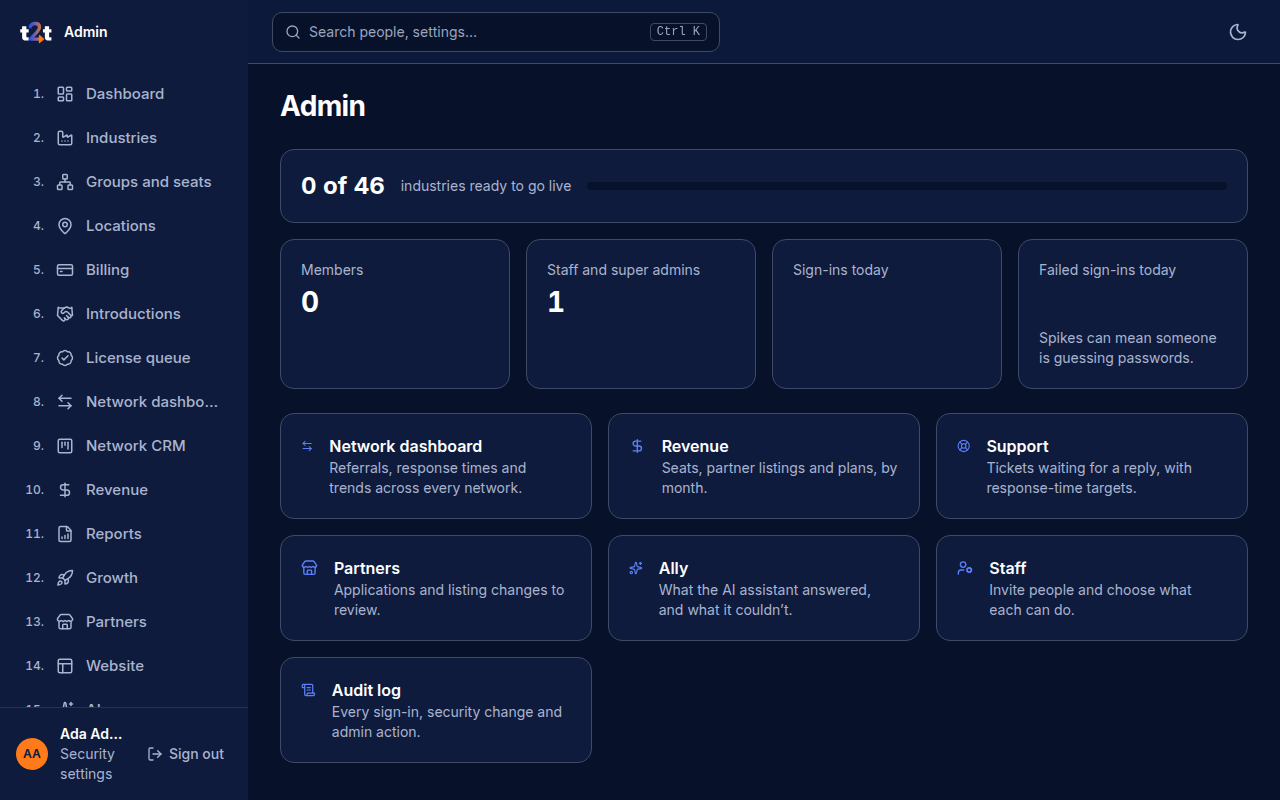 t2t Admin
Search people, settings... Ctrl K
1. Dashboard
2. Industries
3. Groups and seats
4. Locations
5. Billing
6. Introductions
7. License queue
8. Network dashbo...
9. Network CRM
10. Revenue
11. Reports
12. Growth
13. Partners
14. Website
Ada Ad...
Security
settings
AA
Sign out
Admin
0 of 46 industries ready to go live
Members
0
Staff and super admins
1
Sign-ins today
Failed sign-ins today
Spikes can mean someone
is guessing passwords.
Network dashboard
Referrals, response times and
trends across every network.
Revenue
Seats, partner listings and plans, by
month.
Support
Tickets waiting for a reply, with
response-time targets.
Partners
Applications and listing changes to
review.
Ally
What the AI assistant answered,
and what it couldn’t.
Staff
Invite people and choose what
each can do.
Audit log
Every sign-in, security change and
admin action.